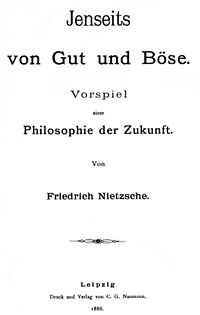 Jenseits
von Gut und Böse.
Vorspiel
einer
Philosophie der Zukunft.
Von
Friedrich Nietzsche.
Leipzig
Druck und Verlag von C. G. Naumann.
1886.